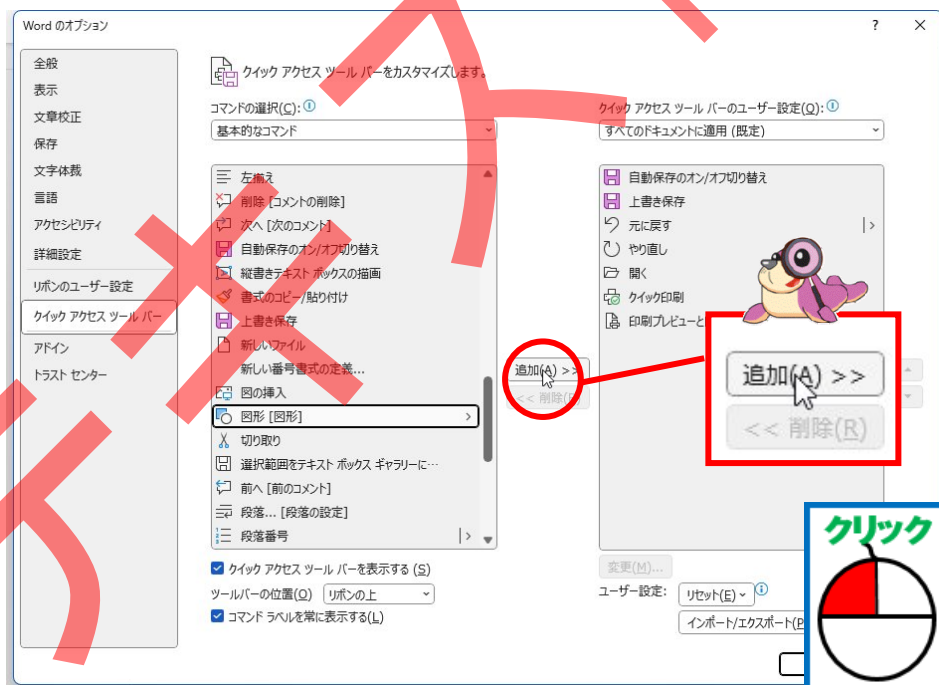 Word のオプション
?
×
全般
表示
文章校正
保存
文字体裁
言語
アクセシビリティ
詳細設定
リボンのユーザー設定
クイック アクセス ツール バー
アドイン
トラスト センター
クイック アクセス ツール バーをカスタマイズします。
コマンドの選択(C):
基本的なコマンド
左揃え
削除 [コメントの削除]
次へ [次のコメント]
自動保存のオン/オフ切り替え
縦書きテキスト ボックスの描画
書式のコピー/貼り付け
上書き保存
新しいファイル
新しい番号書式の定義...
図の挿入
図形 [図形]
切り取り
選択範囲をテキスト ボックス ギャラリーに…
前へ [前のコメント]
段落... [段落の設定]
段落番号
クイック アクセス ツール バーを表示する (S)
ツールバーの位置(O) リボンの上
コマンド ラベルを常に表示する(L)
追加(A) >>
<< 削除(R)
クイック アクセス ツール バーのユーザー設定(Q):
すべてのドキュメントに適用 (既定)
自動保存のオン/オフ切り替え
上書き保存
元に戻す
やり直し
開く
クイック印刷
印刷プレビューと
追加(A) >>
<< 削除(R)
変更(M)...
ユーザー設定: リセット(E)
インポート/エクスポート(P
クリック